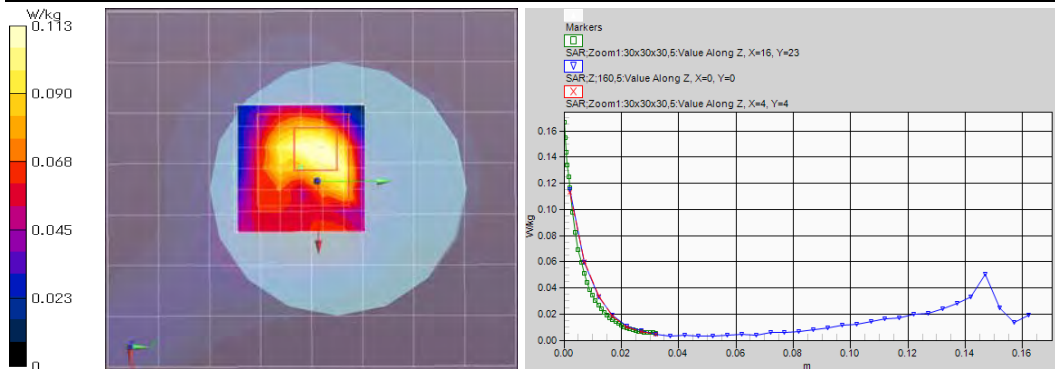 W/kg
0.113
0.090
0.068
0.045
0.023
0
Markers
SAR;Zoom1:30x30x30,5:Value Along Z, X=16, Y=23
SAR;Z;160,5:Value Along Z, X=0, Y=0
SAR;Zoom1:30x30x30,5:Value Along Z, X=4, Y=4
W/kg
0.16
0.14
0.12
0.10
0.08
0.06
0.04
0.02
0.00
0.00 0.02 0.04 0.06 0.08 0.10 0.12 0.14 0.16
m